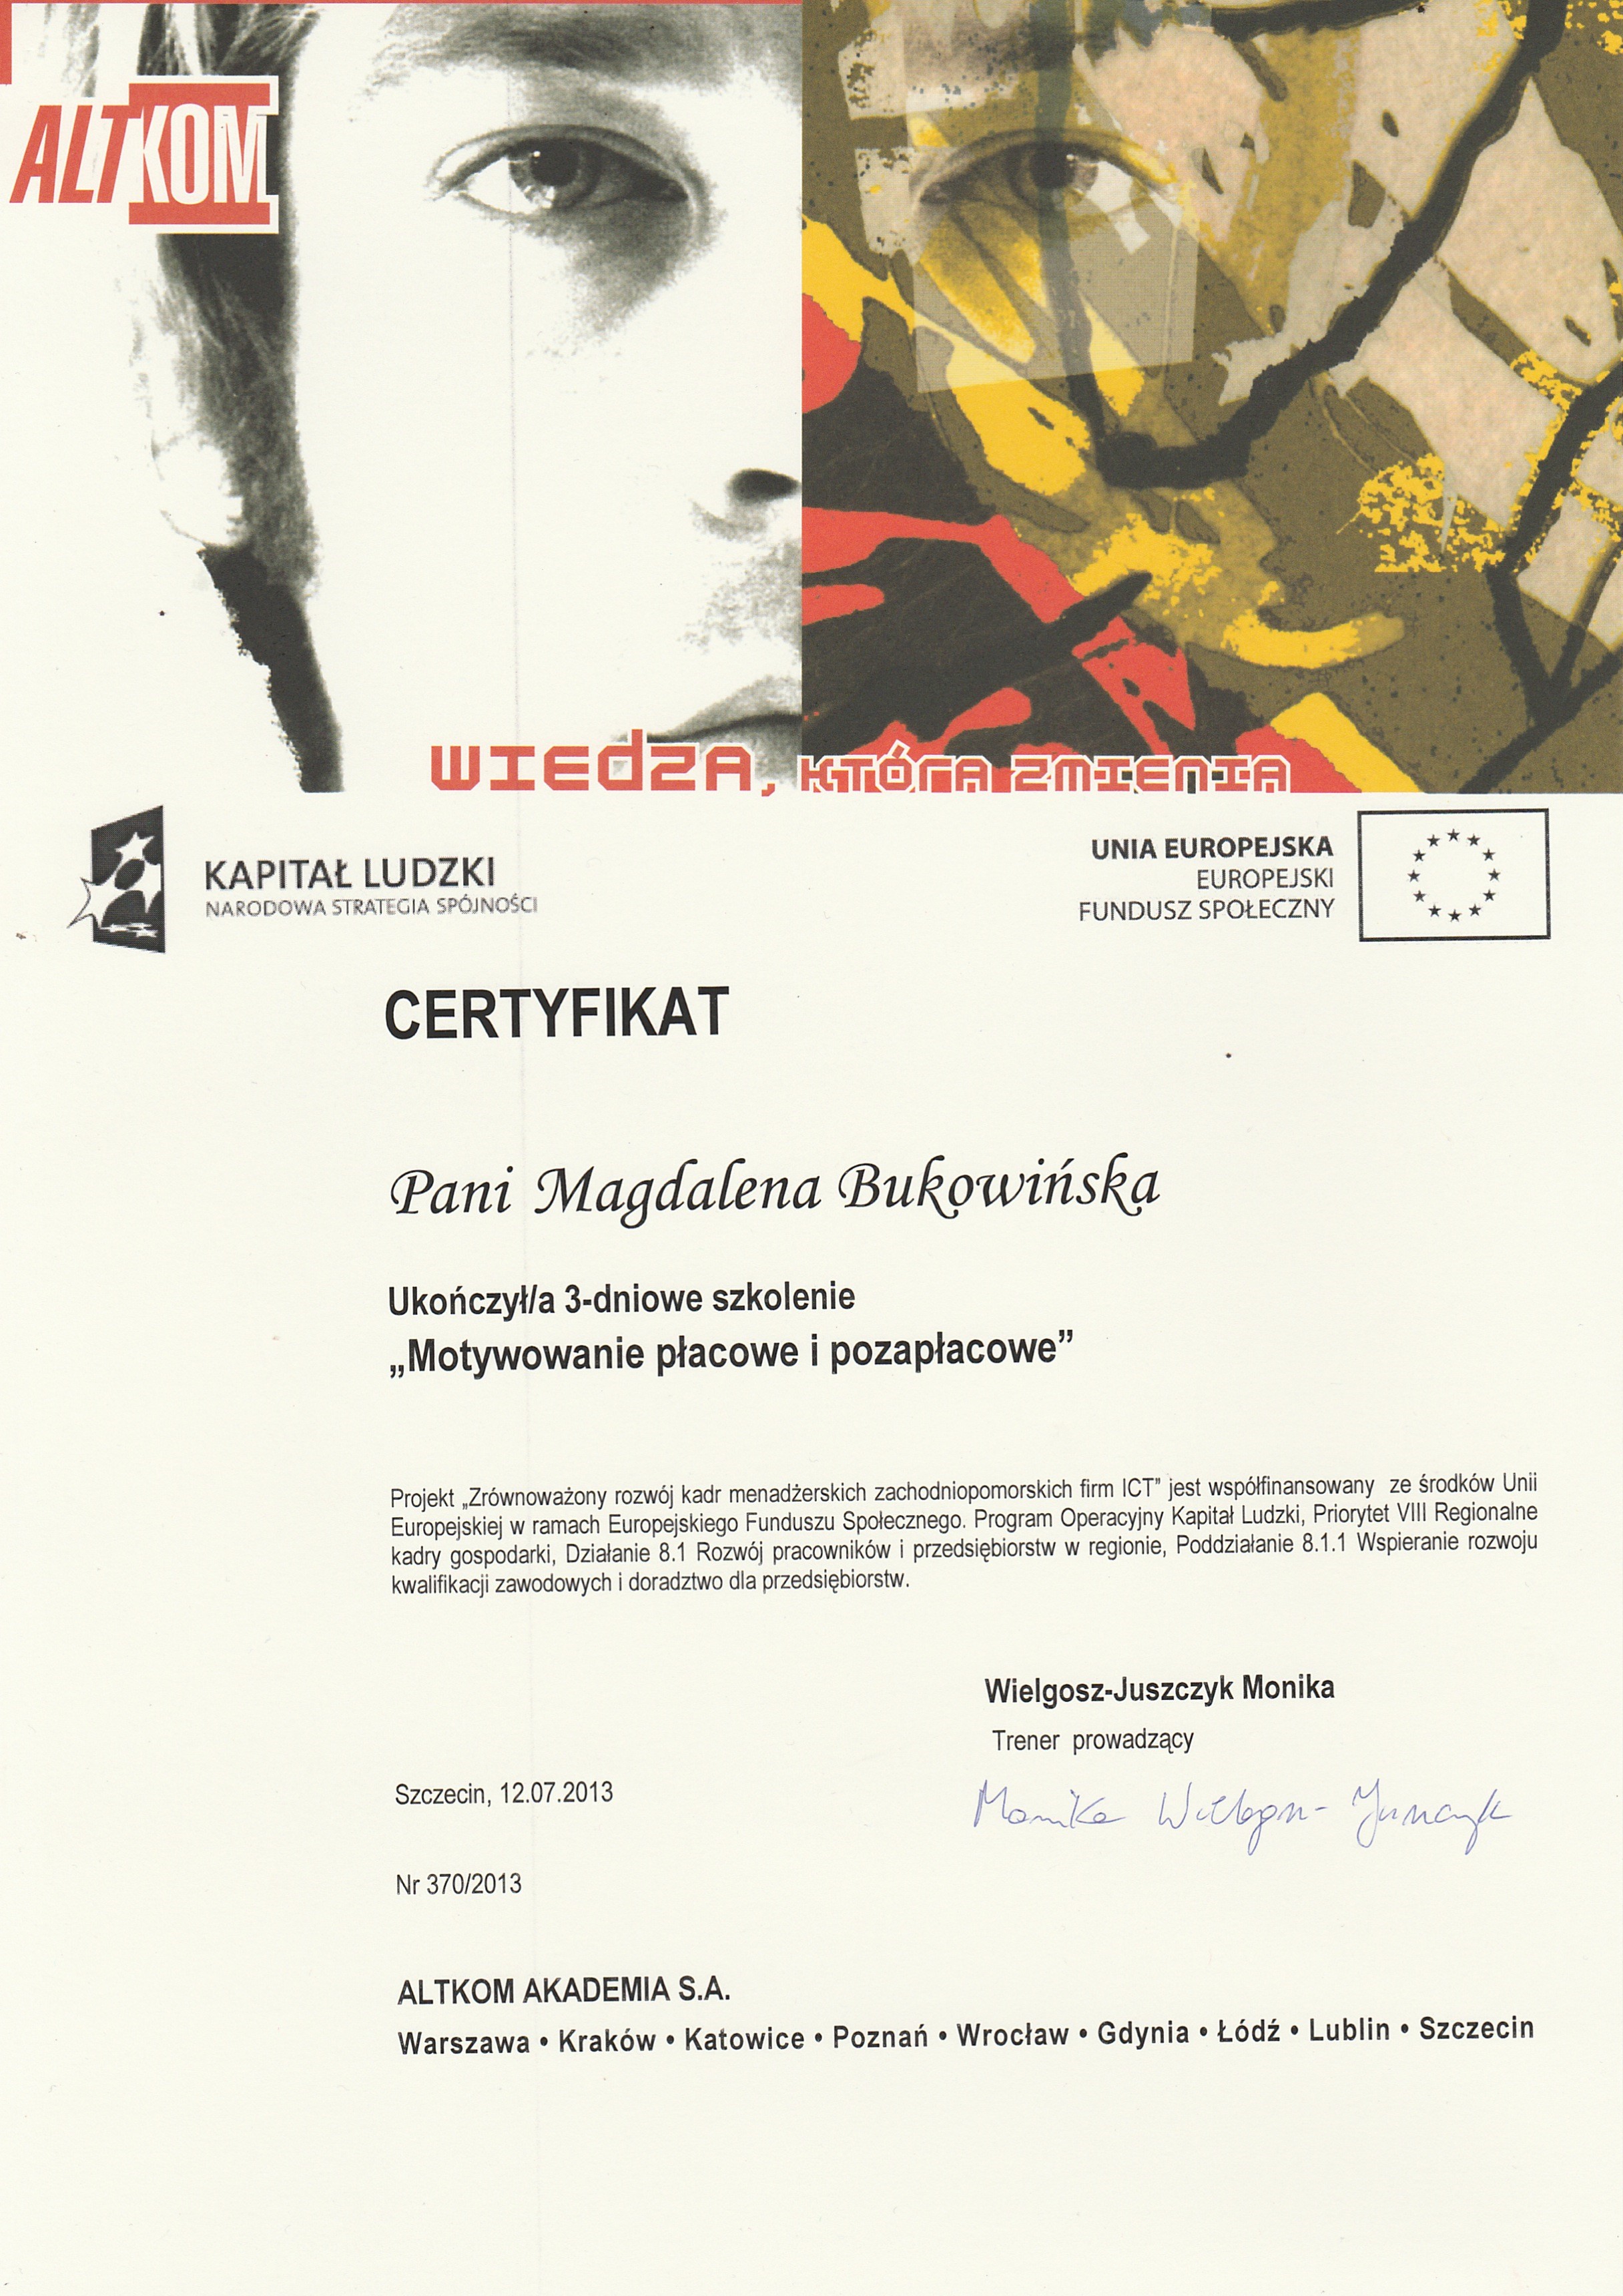 ALTKOM
WIEDZA, KTÓRA ZMIENIA
KAPITAŁ LUDZKI
NARODOWA STRATEGIA SPÓJNOŚCI
UNIA EUROPEJSKA
EUROPEJSKI
FUNDUSZ SPOŁECZNY
CERTYFIKAT
Pani Magdalena Bukowińska
Ukończył/a 3-dniowe szkolenie
„Motywowanie płacowe i pozapłacowe”
Projekt „Zrównoważony rozwój kadr menadżerskich zachodniopomorskich firm ICT” jest współfinansowany ze środków Unii
Europejskiej w ramach Europejskiego Funduszu Społecznego. Program Operacyjny Kapitał Ludzki, Priorytet VIII Regionalne
kadry gospodarki, Działanie 8.1 Rozwój pracowników i przedsiębiorstw w regionie, Poddziałanie 8.1.1 Wspieranie rozwoju
kwalifikacji zawodowych i doradztwo dla przedsiębiorstw.
Wielgosz-Juszczyk Monika
Trener prowadzący
Szczecin, 12.07.2013
Monika Wielgosz-Juszczyk
Nr 370/2013
ALTKOM AKADEMIA S.A.
Warszawa • Kraków • Katowice • Poznań • Wrocław • Gdynia • Łódź • Lublin • Szczecin